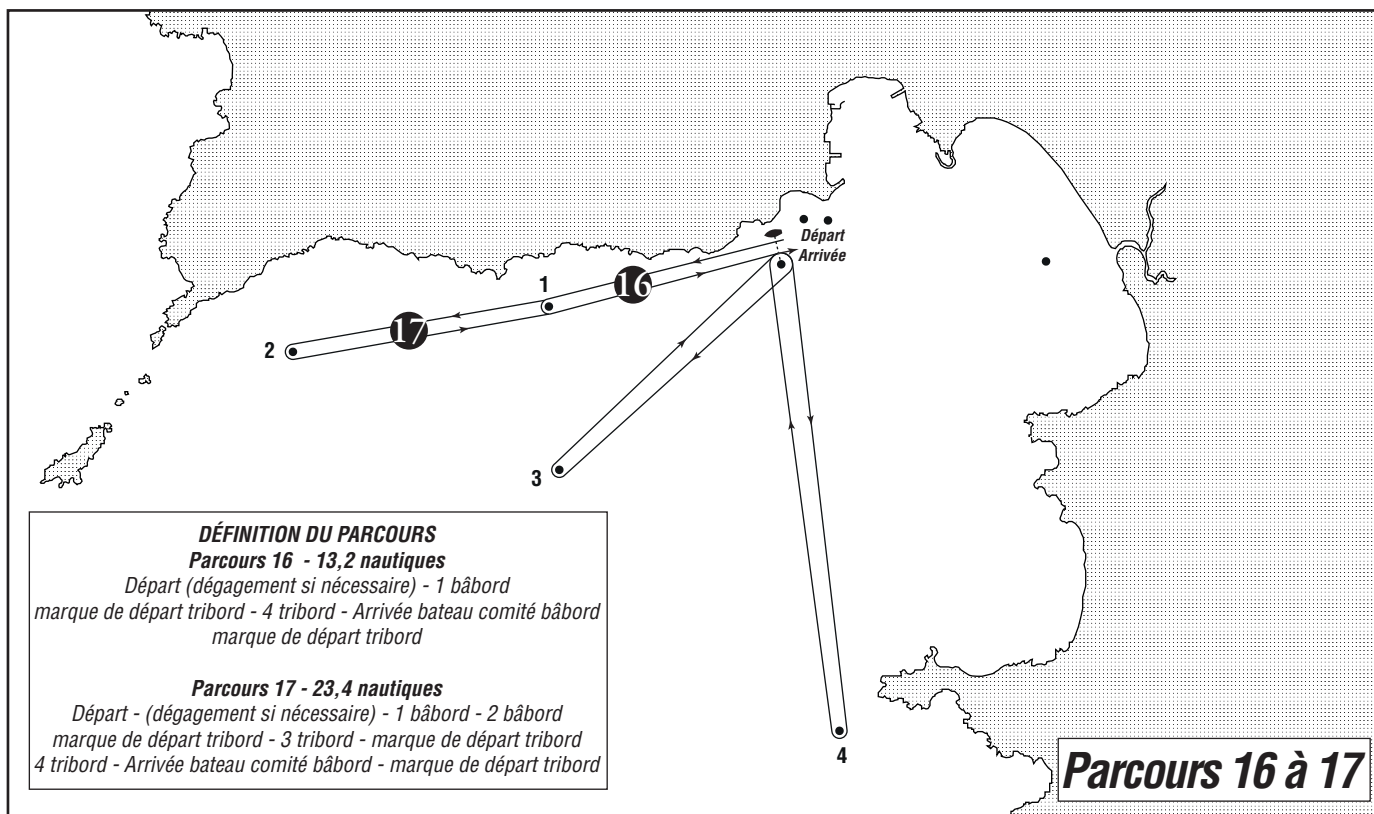 Départ
Arrivée
1
16
17
2
3
DÉFINITION DU PARCOURS
Parcours 16 - 13,2 nautiques
Départ (dégagement si nécessaire) - 1 bâbord
marque de départ tribord - 4 tribord - Arrivée bateau comité bâbord
marque de départ tribord
Parcours 17 - 23,4 nautiques
Départ - (dégagement si nécessaire) - 1 bâbord - 2 bâbord
marque de départ tribord - 3 tribord - marque de départ tribord
4 tribord - Arrivée bateau comité bâbord - marque de départ tribord
4
Parcours 16 à 17